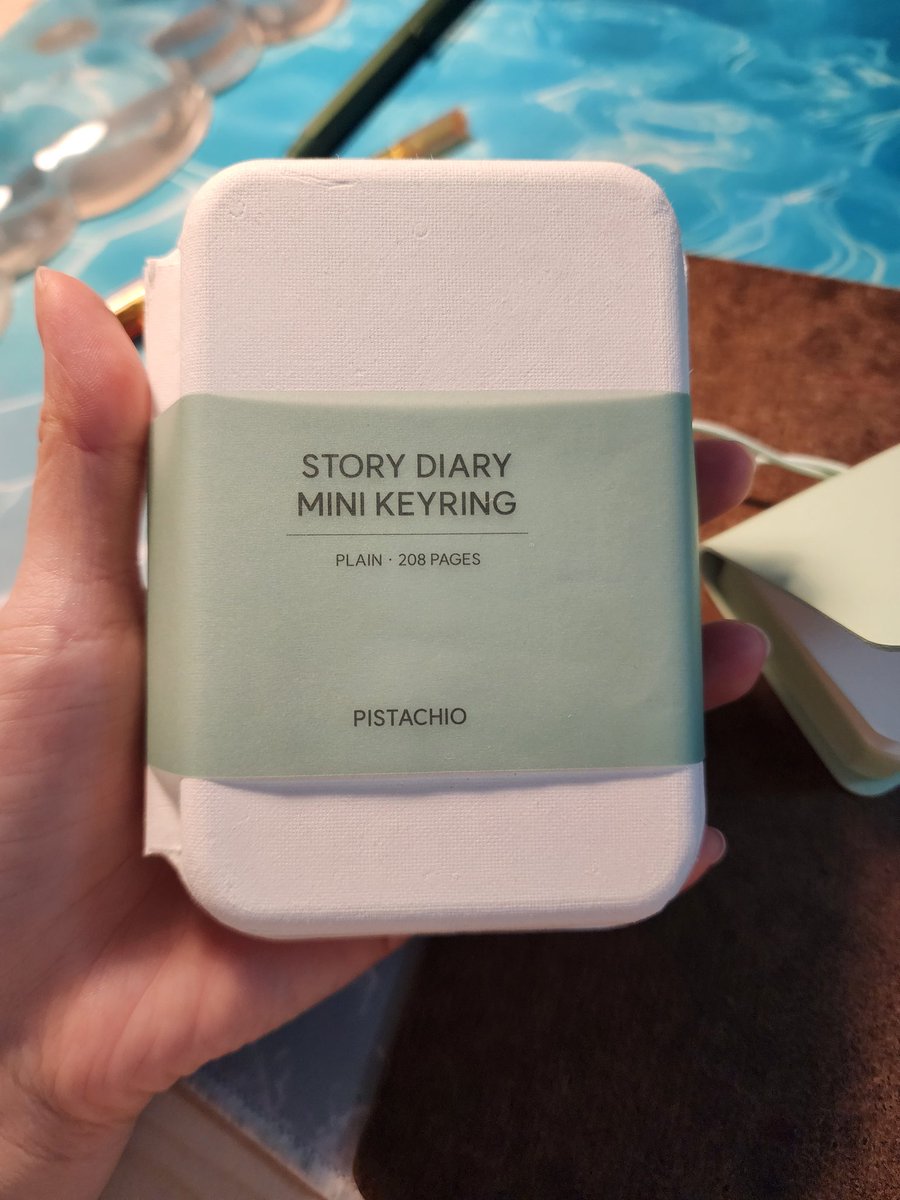 STORY DIARY
MINI KEYRING
PLAIN · 208 PAGES
PISTACHIO